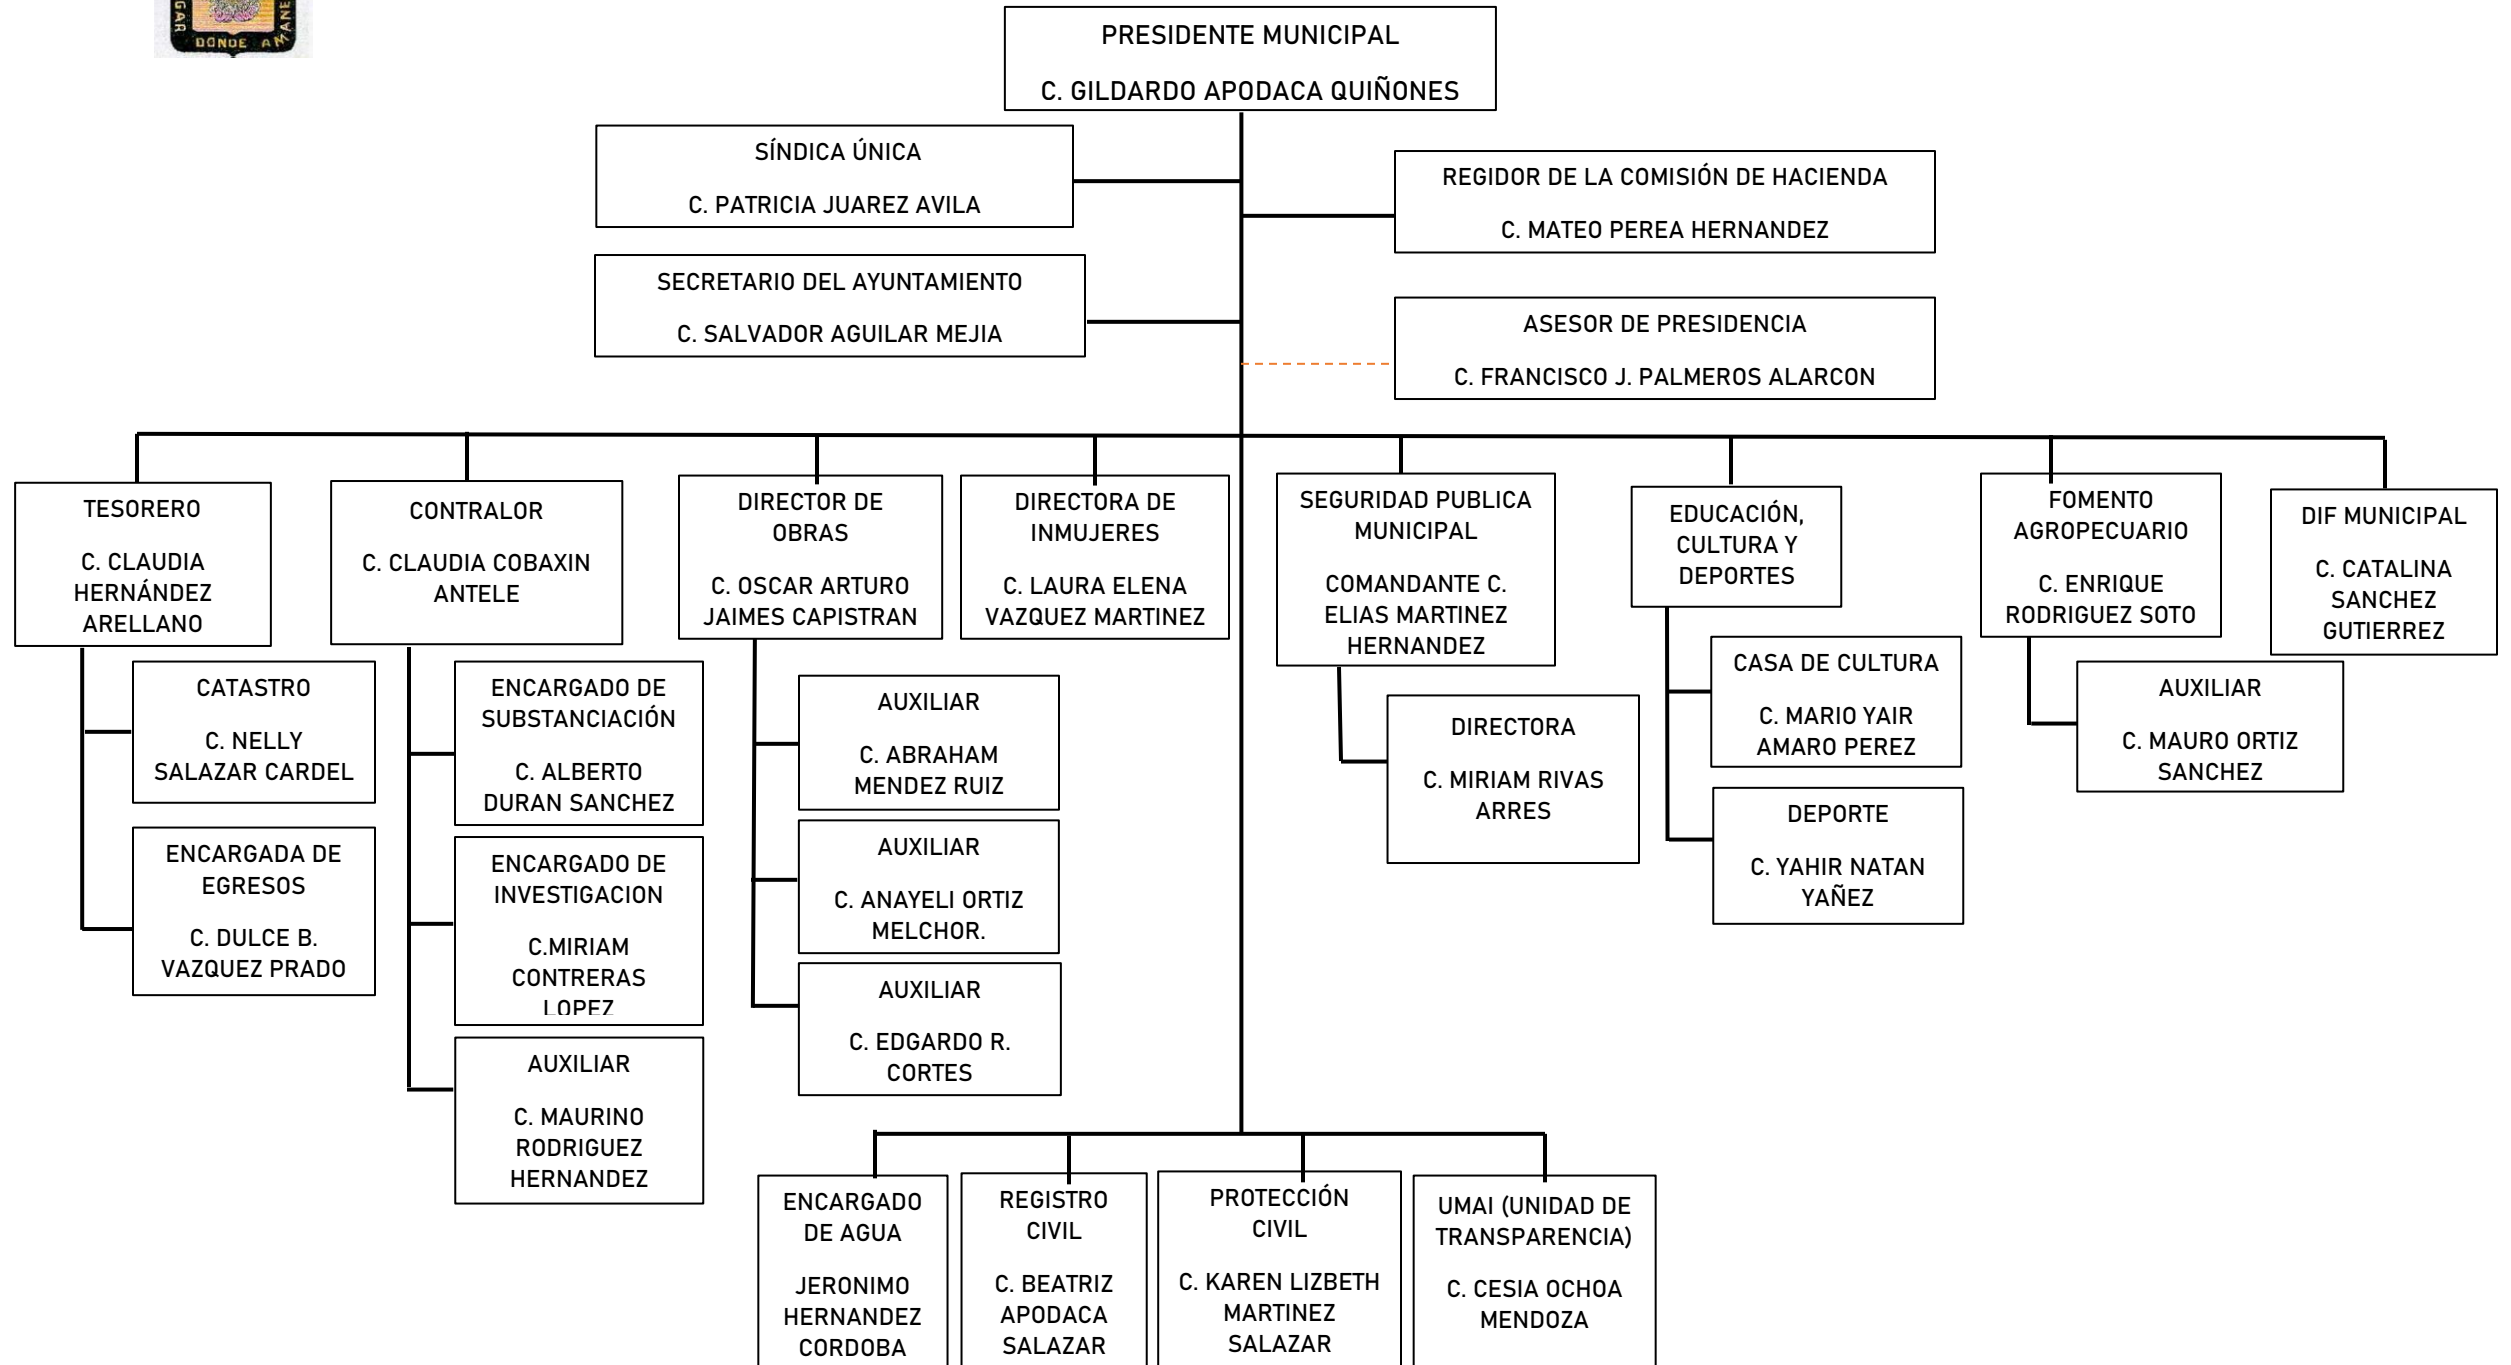 GAR DONDE AMANE
PRESIDENTE MUNICIPAL
C. GILDARDO APODACA QUIÑONES
SÍNDICA ÚNICA
C. PATRICIA JUAREZ AVILA
REGIDOR DE LA COMISIÓN DE HACIENDA
C. MATEO PEREA HERNANDEZ
SECRETARIO DEL AYUNTAMIENTO
C. SALVADOR AGUILAR MEJIA
ASESOR DE PRESIDENCIA
C. FRANCISCO J. PALMEROS ALARCON
TESORERO
C. CLAUDIA
HERNÁNDEZ
ARELLANO
CATASTRO
C. NELLY
SALAZAR CARDEL
ENCARGADA DE
EGRESOS
C. DULCE B.
VAZQUEZ PRADO
CONTRALOR
C. CLAUDIA COBAXIN
ANTELE
ENCARGADO DE
SUBSTANCIACIÓN
C. ALBERTO
DURAN SANCHEZ
ENCARGADO DE
INVESTIGACION
C.MIRIAM
CONTRERAS
LOPEZ
AUXILIAR
C. MAURINO
RODRIGUEZ
HERNANDEZ
DIRECTOR DE
OBRAS
C. OSCAR ARTURO
JAIMES CAPISTRAN
AUXILIAR
C. ABRAHAM
MENDEZ RUIZ
AUXILIAR
C. ANAYELI ORTIZ
MELCHOR.
AUXILIAR
C. EDGARDO R.
CORTES
DIRECTORA DE
INMUJERES
C. LAURA ELENA
VAZQUEZ MARTINEZ
SEGURIDAD PUBLICA
MUNICIPAL
COMANDANTE C.
ELIAS MARTINEZ
HERNANDEZ
DIRECTORA
C. MIRIAM RIVAS
ARRES
EDUCACIÓN,
CULTURA Y
DEPORTES
CASA DE CULTURA
C. MARIO YAIR
AMARO PEREZ
DEPORTE
C. YAHIR NATAN
YAÑEZ
FOMENTO
AGROPECUARIO
C. ENRIQUE
RODRIGUEZ SOTO
AUXILIAR
C. MAURO ORTIZ
SANCHEZ
DIF MUNICIPAL
C. CATALINA
SANCHEZ
GUTIERREZ
ENCARGADO
DE AGUA
JERONIMO
HERNANDEZ
CORDOBA
REGISTRO
CIVIL
C. BEATRIZ
APODACA
SALAZAR
PROTECCIÓN
CIVIL
C. KAREN LIZBETH
MARTINEZ
SALAZAR
UMAI (UNIDAD DE
TRANSPARENCIA)
C. CESIA OCHOA
MENDOZA